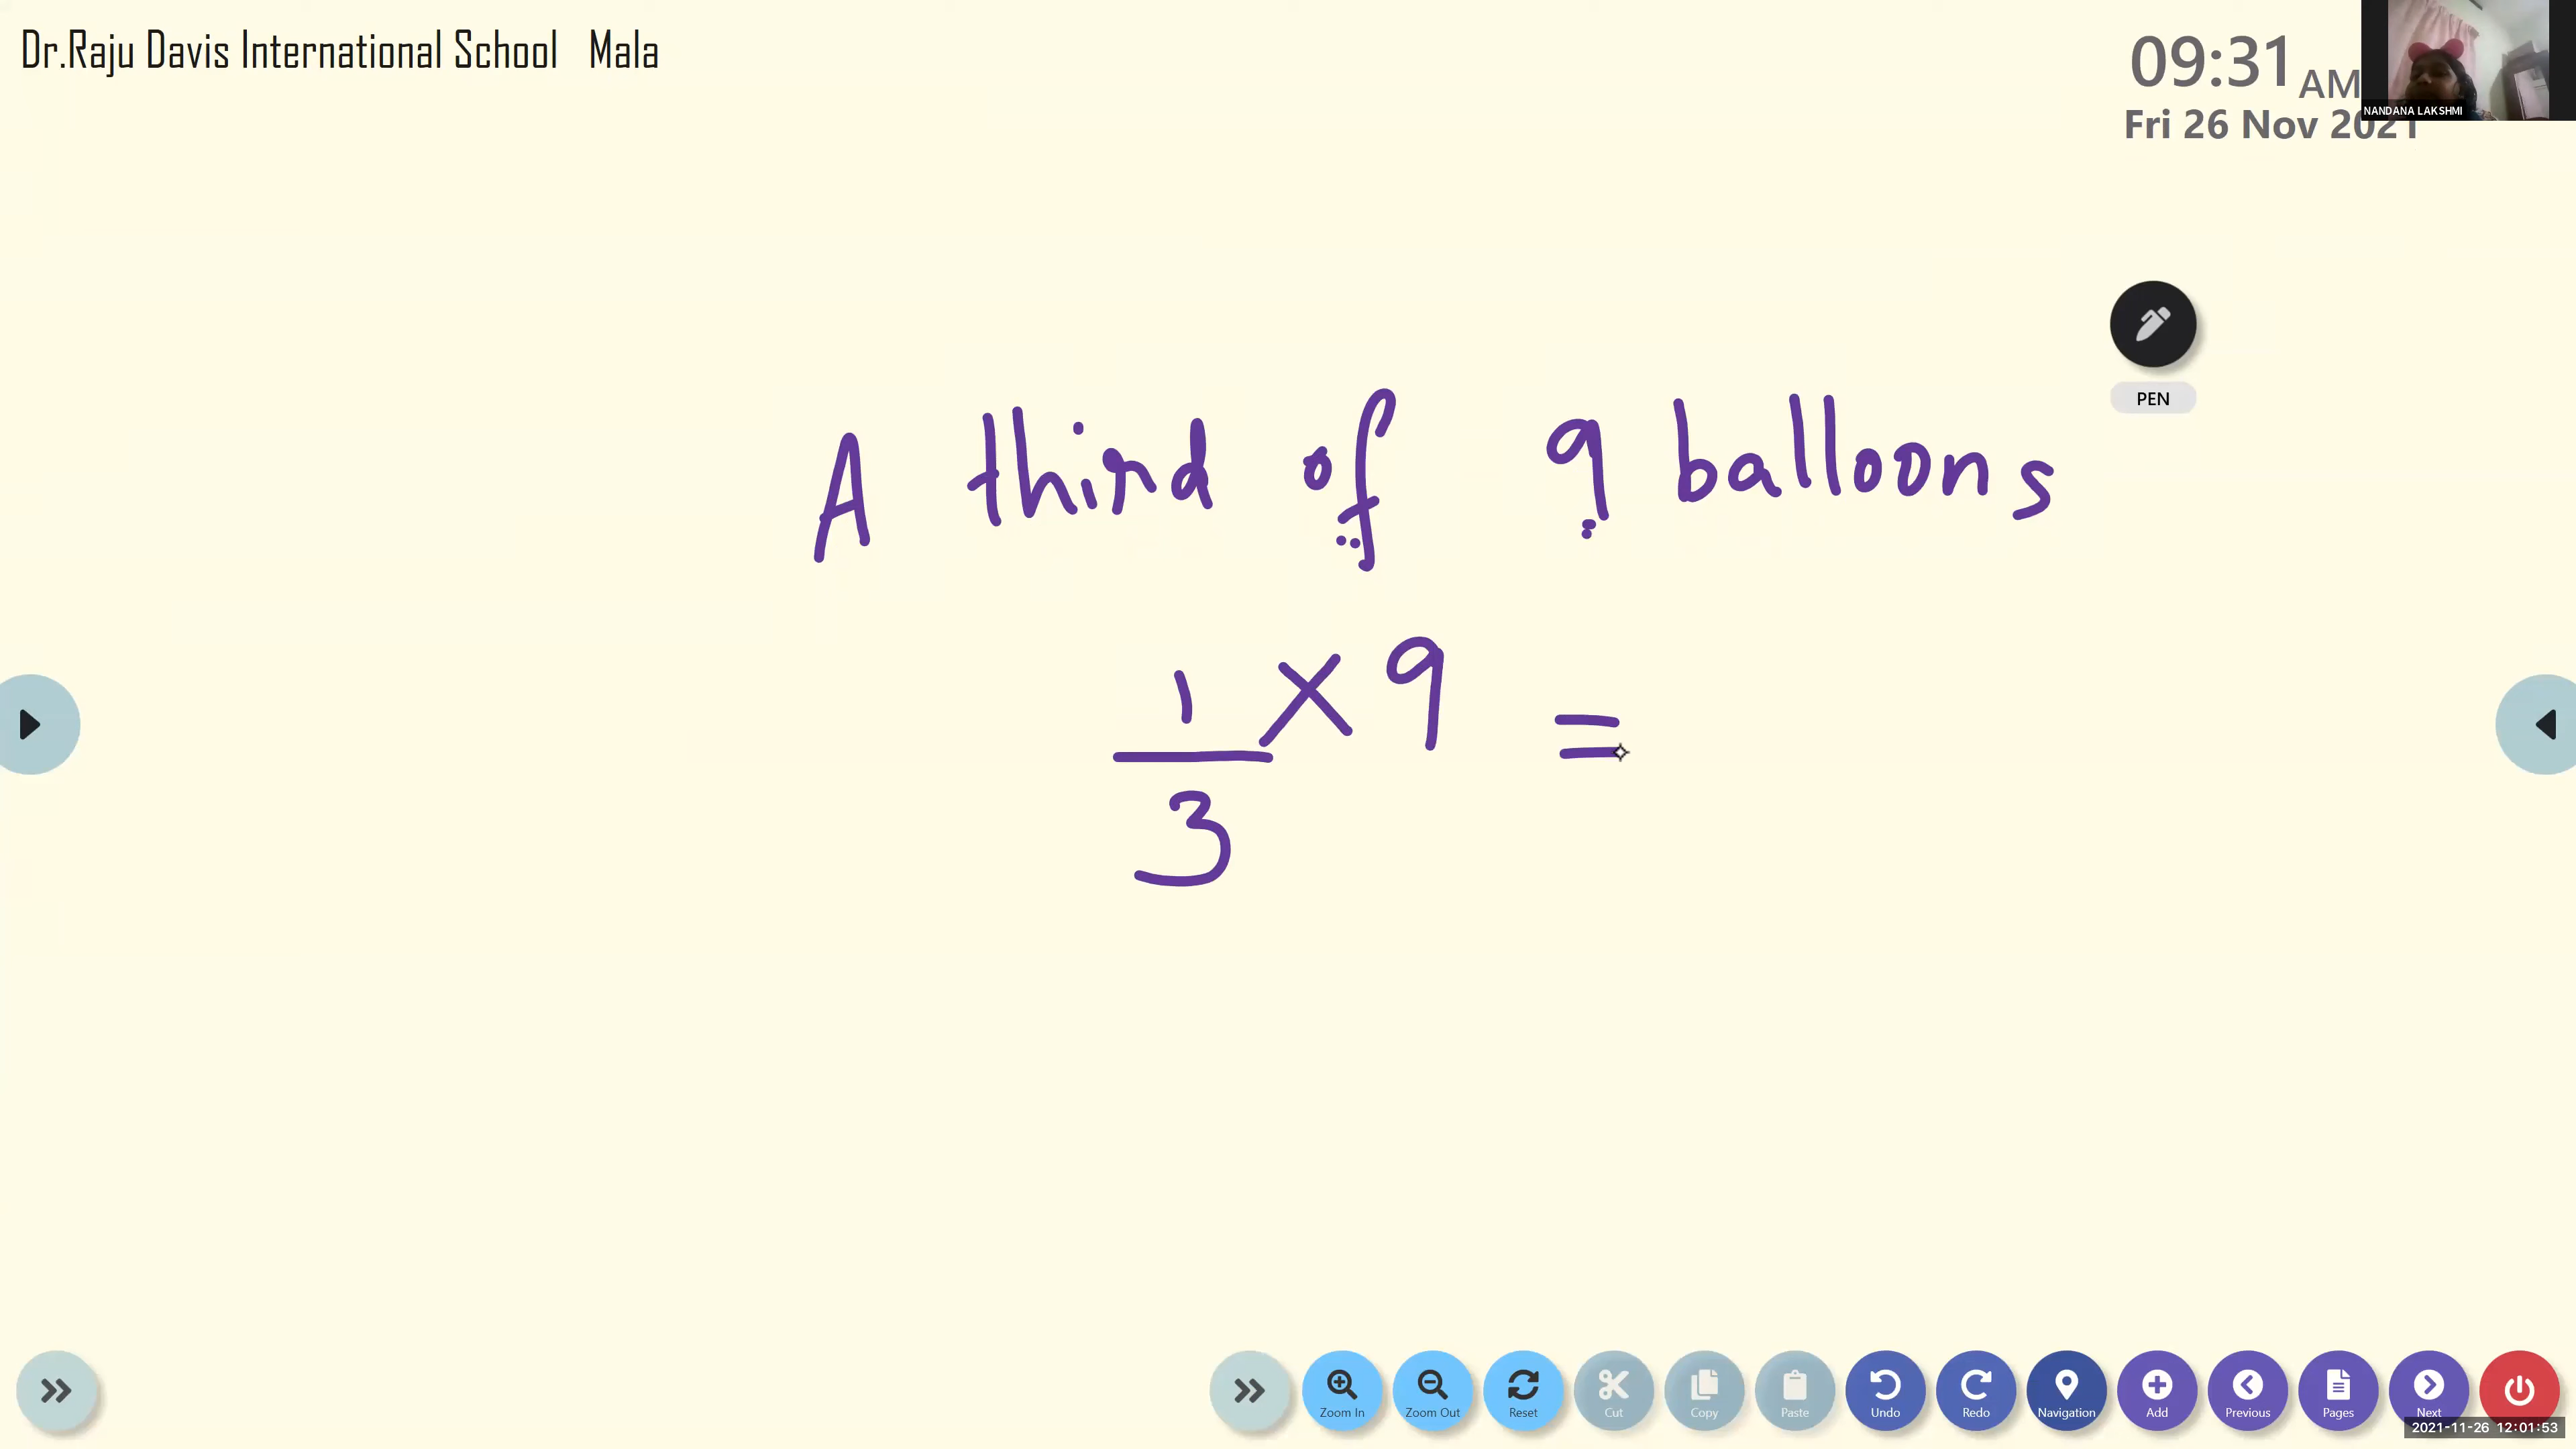 Dr.Raju Davis International School Mala
09:31 AM
Fri 26 Nov 2021
NANDANA LAKSHMI
PEN
A third of 9 balloons
1/3 × 9 =
Zoom In Zoom Out Reset Cut Copy Paste Undo Redo Navigation Add Previous Pages Next
2021-11-26 12:01:53